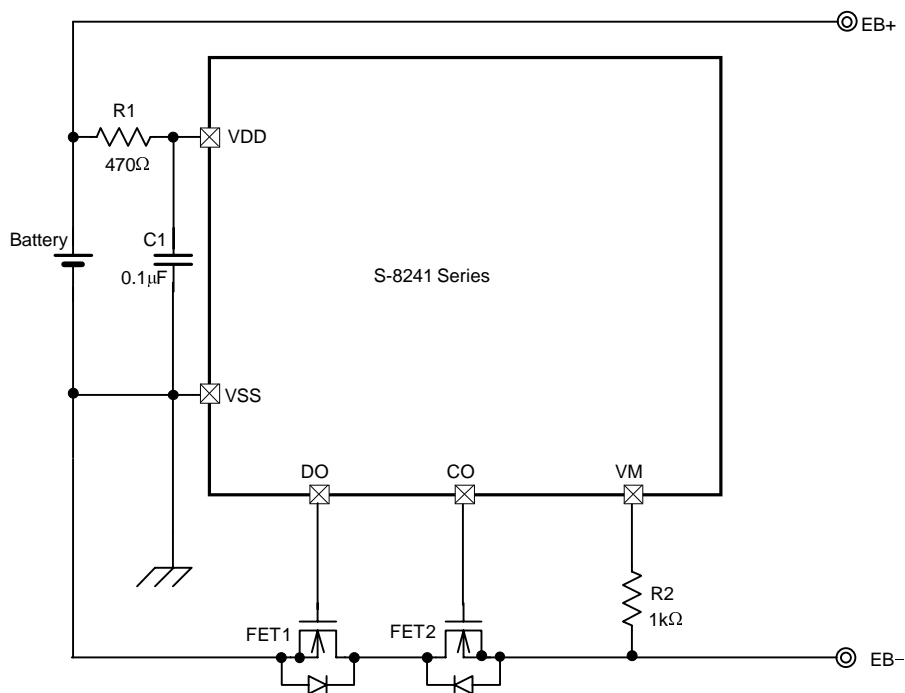 EB+
R1
VDD
470Ω
Battery
C1
0.1μF
S-8241 Series
VSS
DO
CO
VM
R2
1kΩ
FET1
FET2
EB−